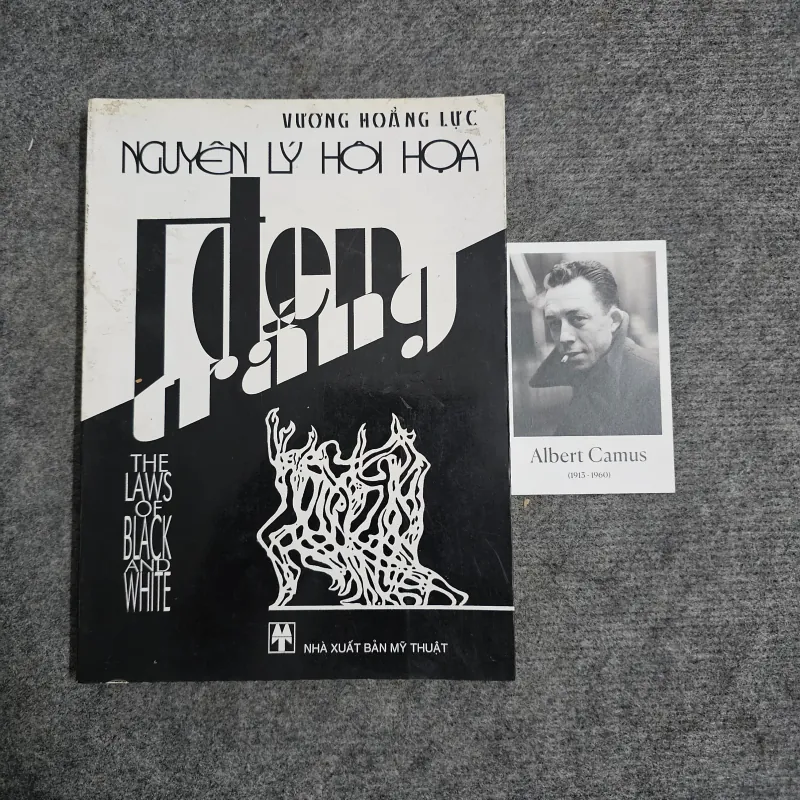 VƯƠNG HOẰNG LỰC
NGUYÊN LÝ HỘI HỌA
đen
trắng
THE
LAWS
OF
BLACK
AND
WHITE
NHÀ XUẤT BẢN MỸ THUẬT
Albert Camus
(1913-1960)